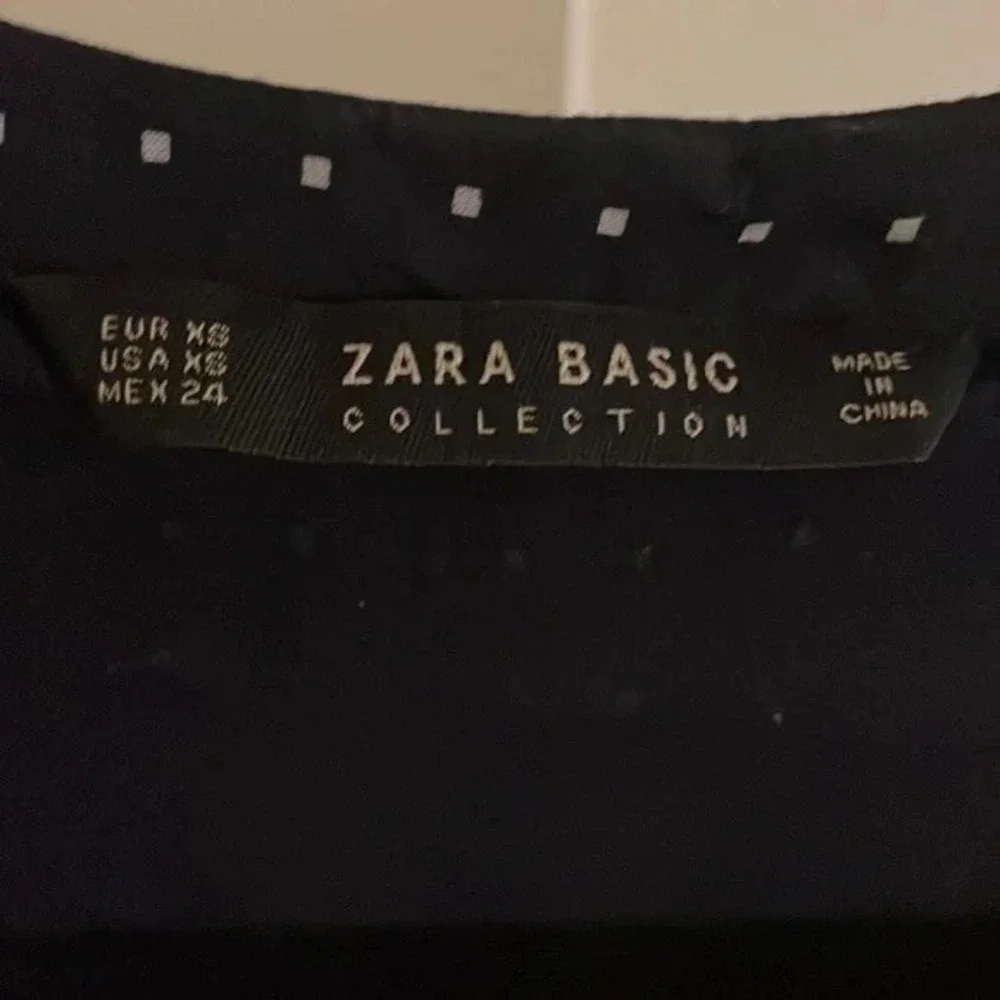 EUR XS
USA XS
MEX 24
ZARA BASIC
COLLECTION
MADE
IN
CHINA